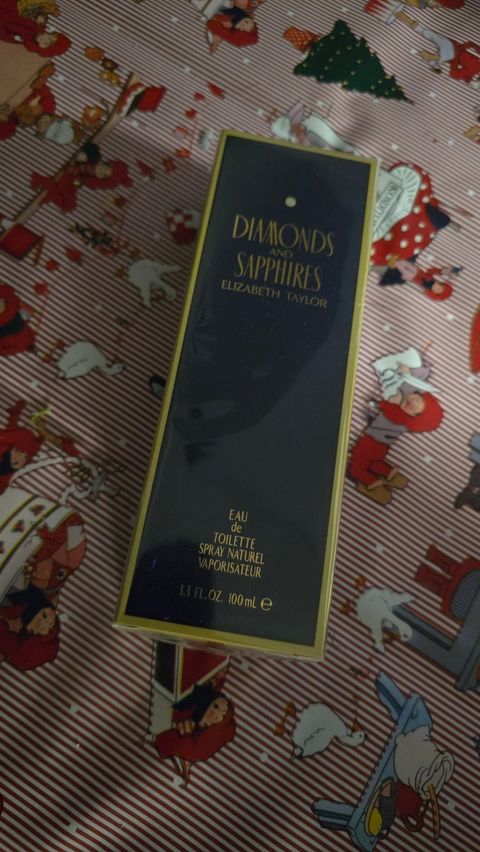 DIAMONDS
AND
SAPPHIRES
ELIZABETH TAYLOR
EAU
de
TOILETTE
SPRAY NATUREL
VAPORISATEUR
3.3 FL. OZ. 100 mL ℮